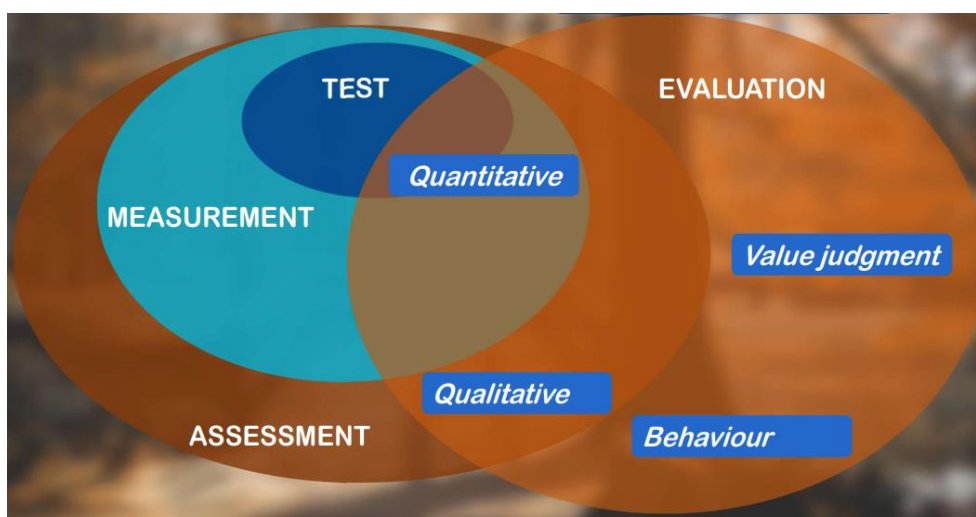 TEST
EVALUATION
Quantitative
MEASUREMENT
Value judgment
Qualitative
ASSESSMENT
Behaviour